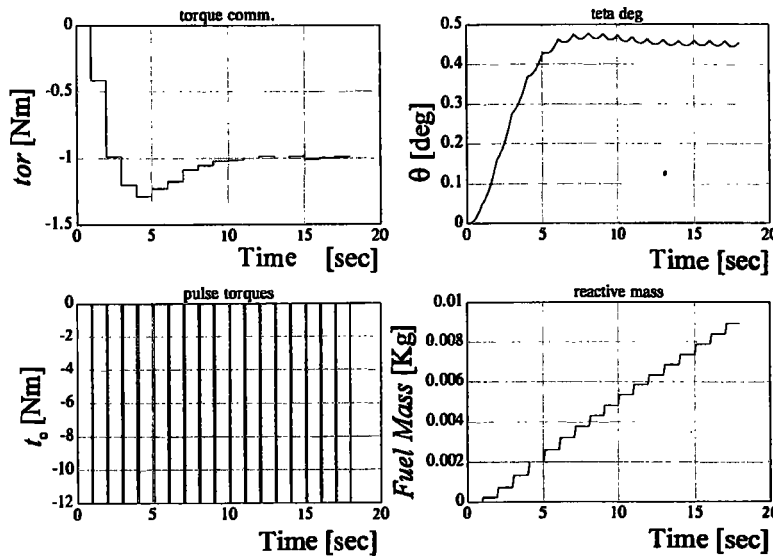 torque comm.
tor [Nm]
0
-0.5
-1
-1.5
0 5 10 15 20
Time [sec]
teta deg
θ [deg]
0.5
0.4
0.3
0.2
0.1
0
0 5 10 15 20
Time [sec]
pulse torques
t_o [Nm]
0
-2
-4
-6
-8
-10
-12
0 5 10 15 20
Time [sec]
reactive mass
Fuel Mass [Kg]
0.01
0.008
0.006
0.004
0.002
0
0 5 10 15 20
Time [sec]